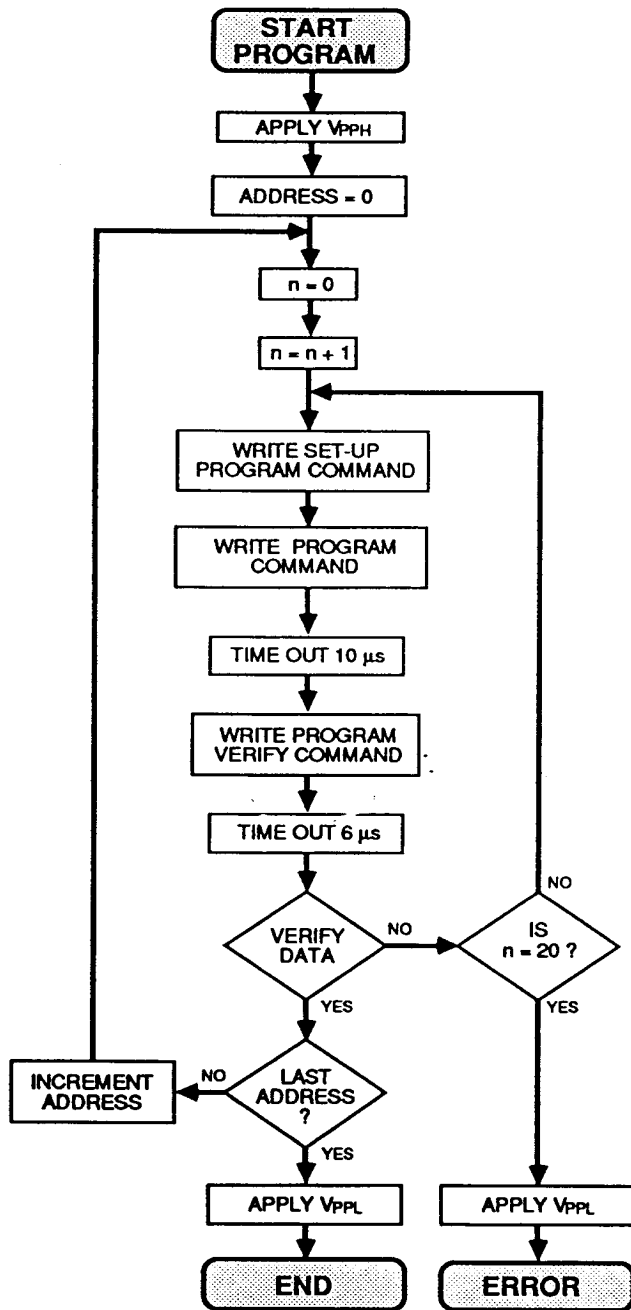 START
PROGRAM
APPLY VPPH
ADDRESS = 0
n = 0
n = n + 1
WRITE SET-UP
PROGRAM COMMAND
WRITE PROGRAM
COMMAND
TIME OUT 10 μs
WRITE PROGRAM
VERIFY COMMAND
TIME OUT 6 μs
VERIFY
DATA
NO
IS
n = 20 ?
NO
YES
YES
LAST
ADDRESS
?
NO
INCREMENT
ADDRESS
YES
APPLY VPPL
APPLY VPPL
END
ERROR